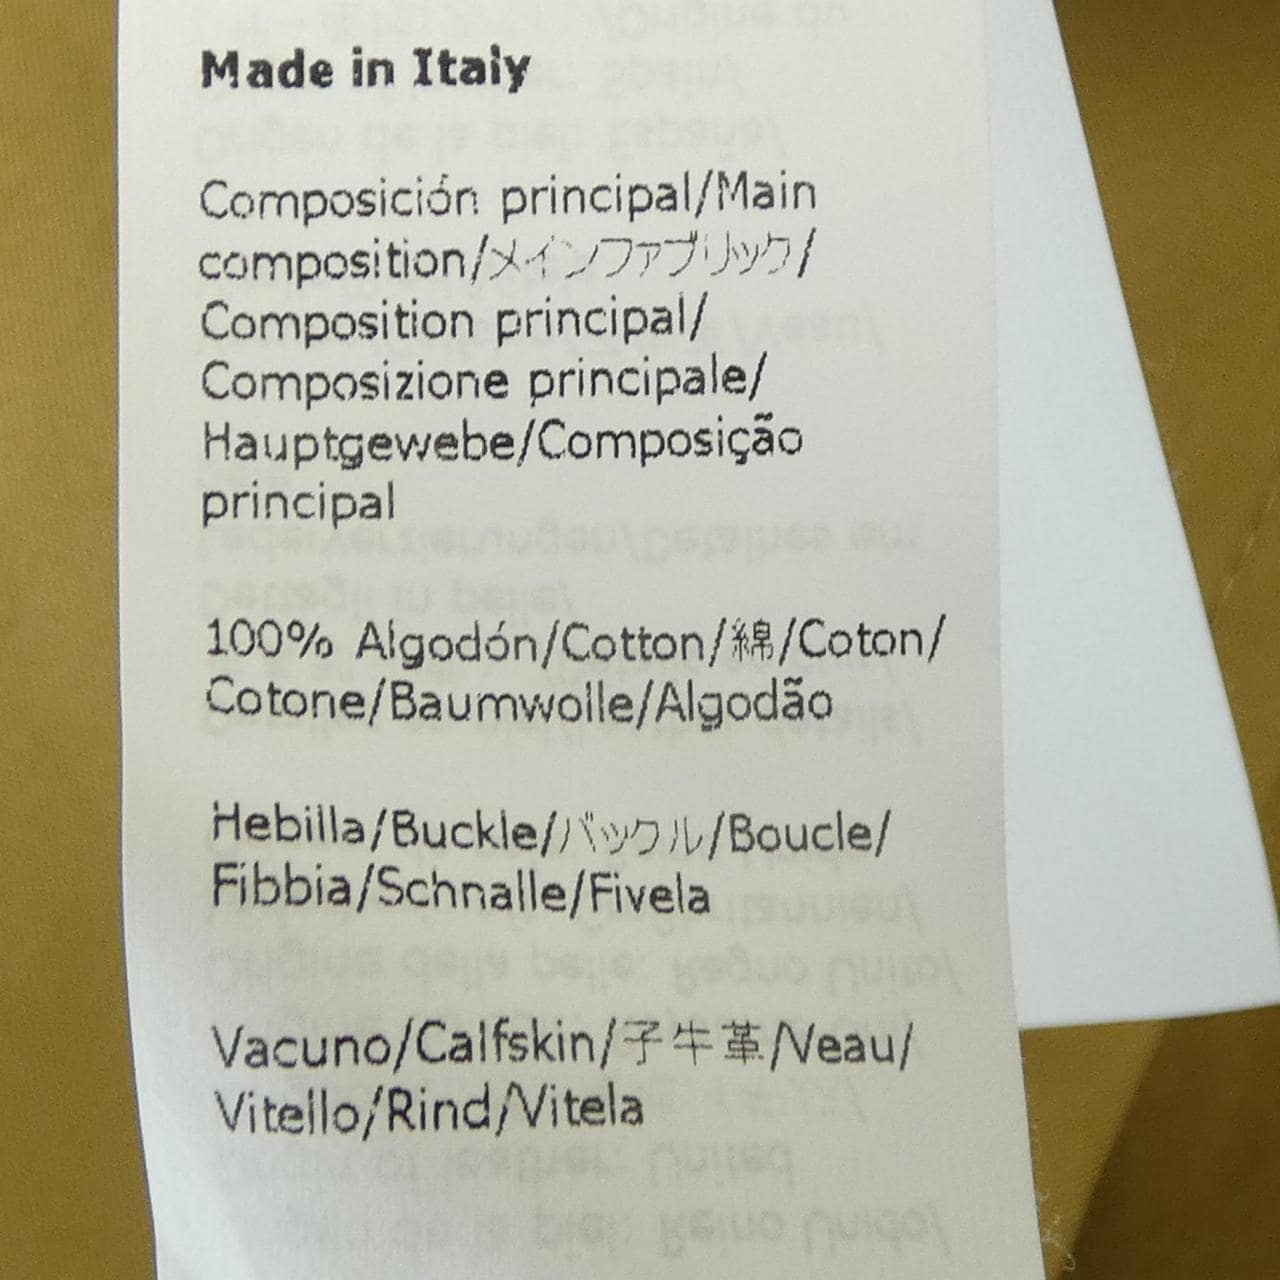 Made in Italy
Composición principal/Main
composition/メインファブリック/
Composition principal/
Composizione principale/
Hauptgewebe/Composição
principal
100% Algodón/Cotton/綿/Coton/
Cotone/Baumwolle/Algodão
Hebilla/Buckle/バックル/Boucle/
Fibbia/Schnalle/Fivela
Vacuno/Calfskin/子牛革/Veau/
Vitello/Rind/Vitela